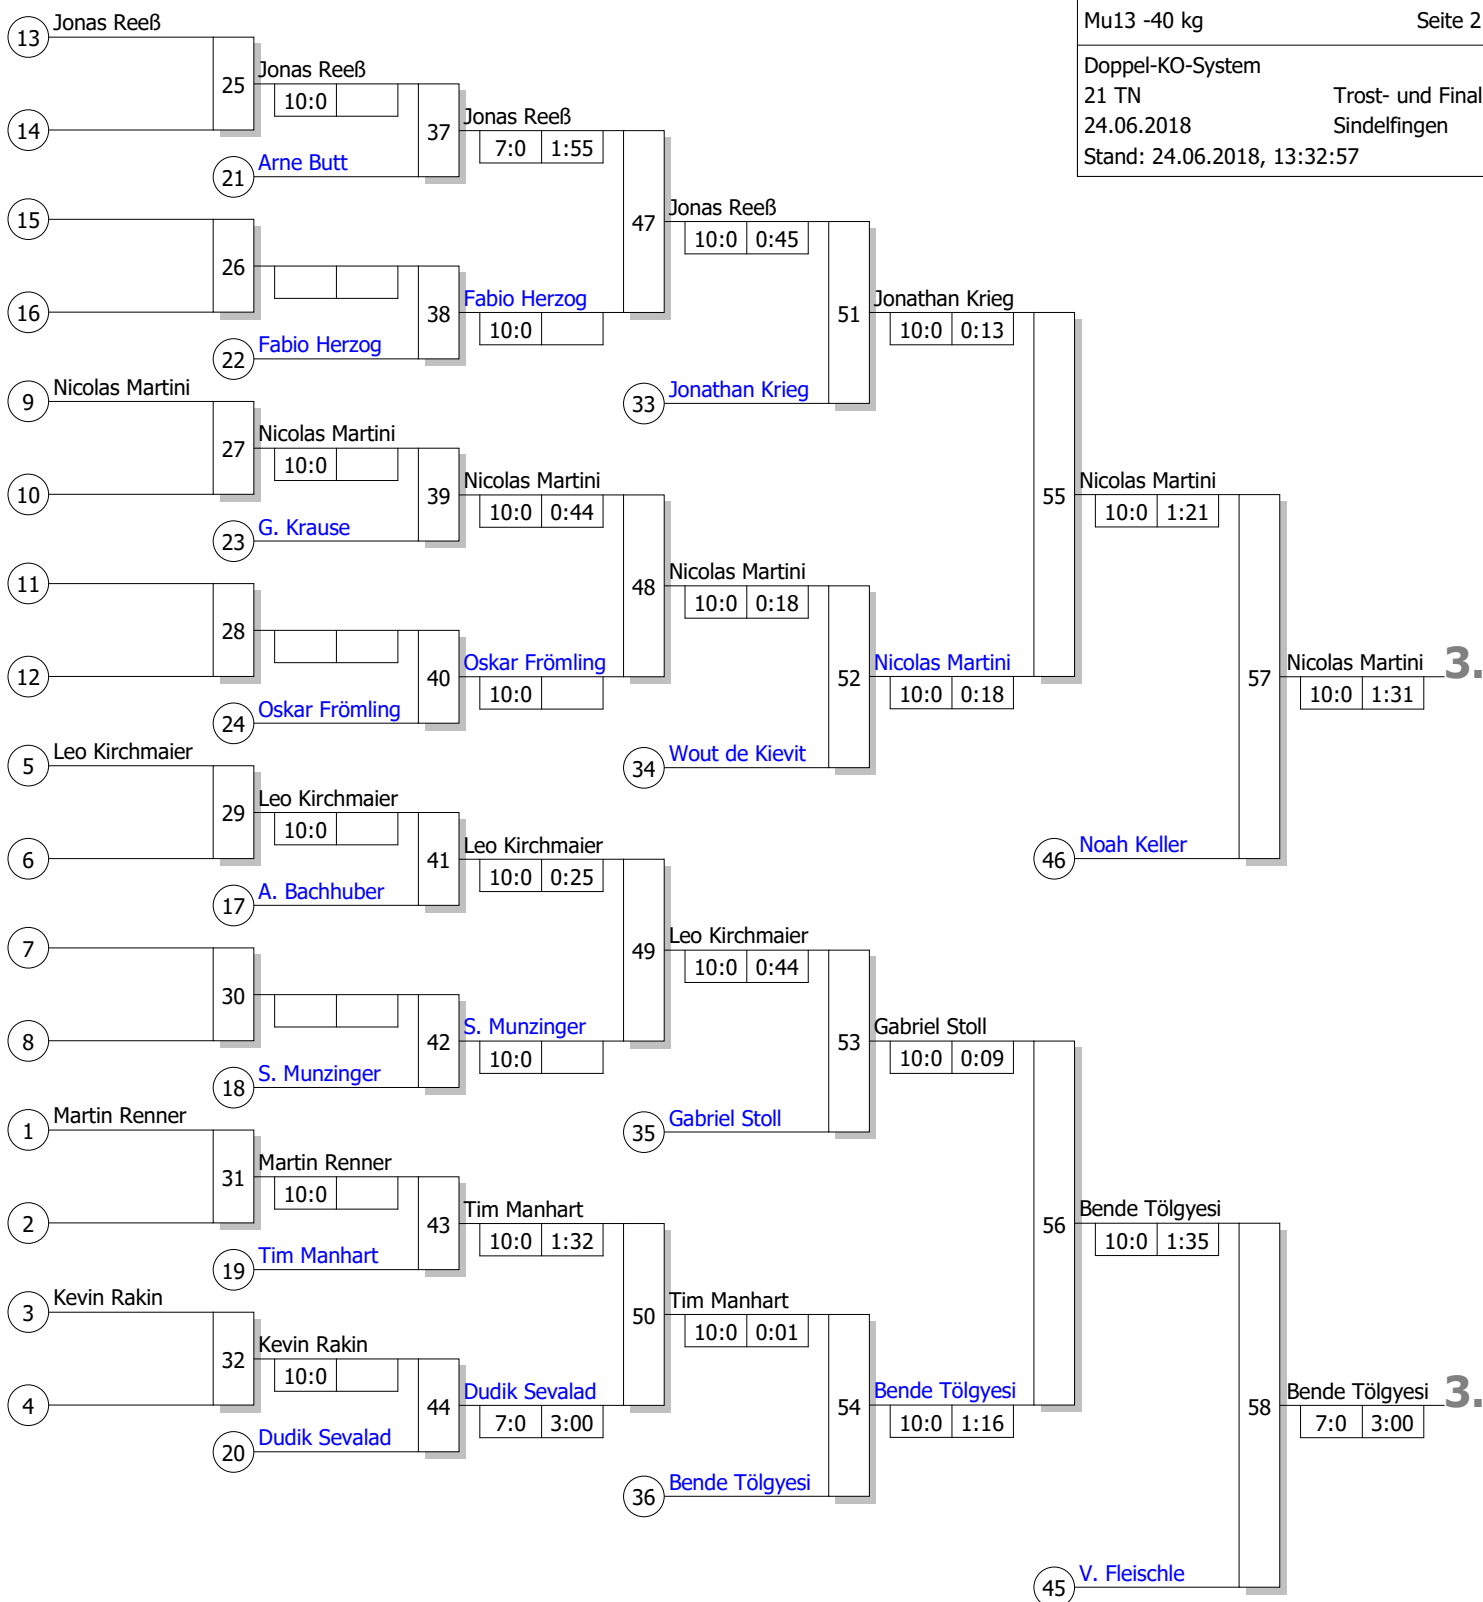 Mu13 -40 kg Seite 2
Doppel-KO-System
21 TN Trost- und Final
24.06.2018 Sindelfingen
Stand: 24.06.2018, 13:32:57
13 Jonas Reeß
25 Jonas Reeß
10:0
14
37 Jonas Reeß
7:0 1:55
21 Arne Butt
15
47 Jonas Reeß
10:0 0:45
26
16
38 Fabio Herzog
10:0
22 Fabio Herzog
51 Jonathan Krieg
10:0 0:13
33 Jonathan Krieg
9 Nicolas Martini
27 Nicolas Martini
10:0
10
39 Nicolas Martini
10:0 0:44
23 G. Krause
55 Nicolas Martini
10:0 1:21
11
48 Nicolas Martini
10:0 0:18
28
12
40 Oskar Frömling
10:0
24 Oskar Frömling
52 Nicolas Martini
10:0 0:18
34 Wout de Kievit
57 Nicolas Martini 3.
10:0 1:31
46 Noah Keller
5 Leo Kirchmaier
29 Leo Kirchmaier
10:0
6
41 Leo Kirchmaier
10:0 0:25
17 A. Bachhuber
7
49 Leo Kirchmaier
10:0 0:44
30
8
42 S. Munzinger
10:0
18 S. Munzinger
53 Gabriel Stoll
10:0 0:09
35 Gabriel Stoll
1 Martin Renner
31 Martin Renner
10:0
2
43 Tim Manhart
10:0 1:32
19 Tim Manhart
56 Bende Tölgyesi
10:0 1:35
3 Kevin Rakin
50 Tim Manhart
10:0 0:01
32 Kevin Rakin
10:0
4
44 Dudik Sevalad
7:0 3:00
20 Dudik Sevalad
54 Bende Tölgyesi
10:0 1:16
36 Bende Tölgyesi
58 Bende Tölgyesi 3.
7:0 3:00
45 V. Fleischle